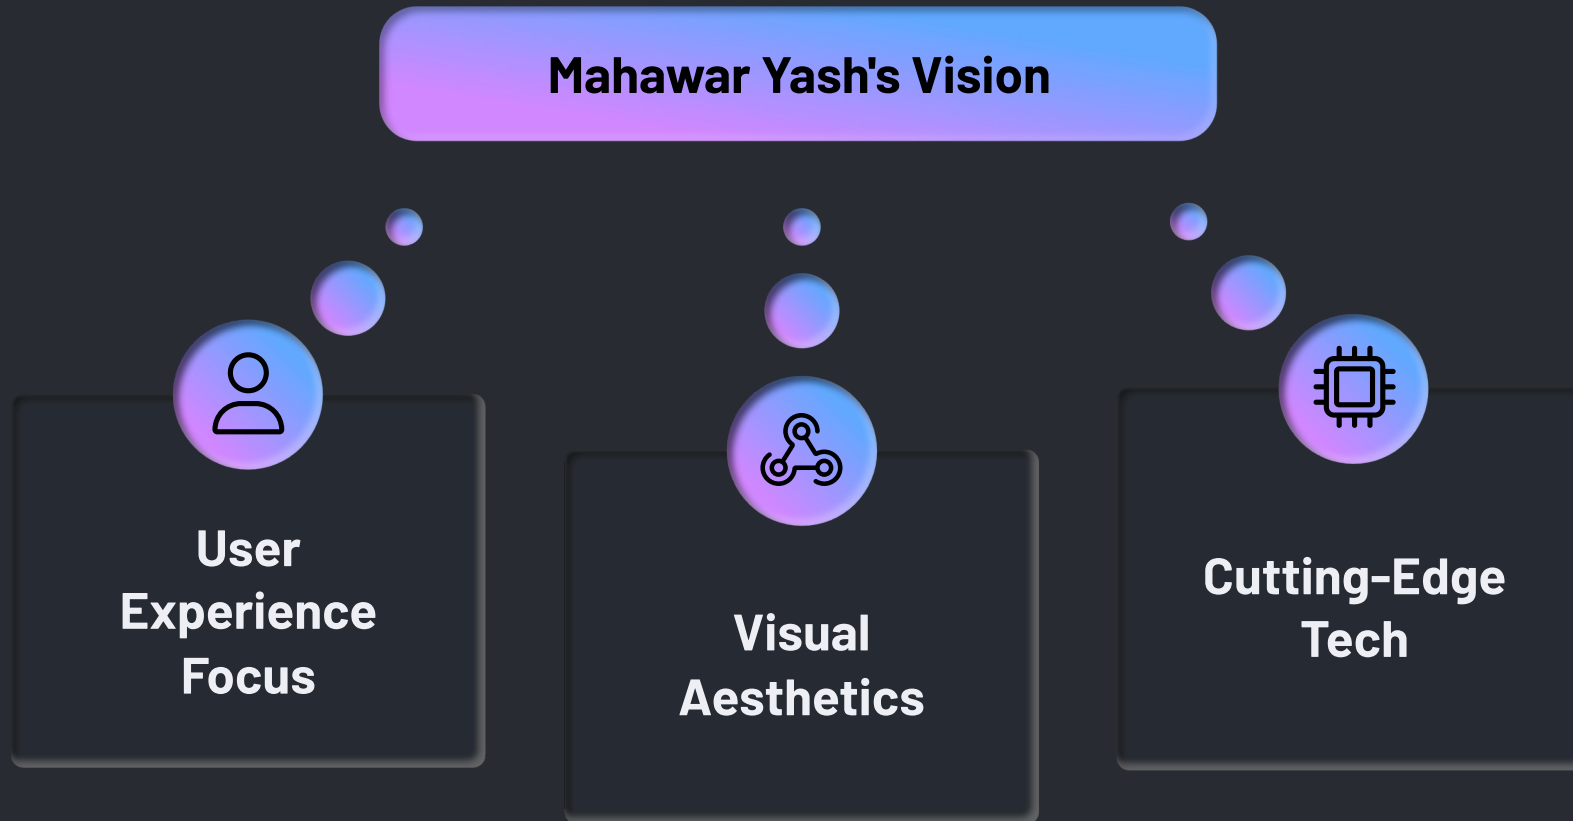 Mahawar Yash's Vision
User
Experience
Focus
Visual
Aesthetics
Cutting-Edge
Tech